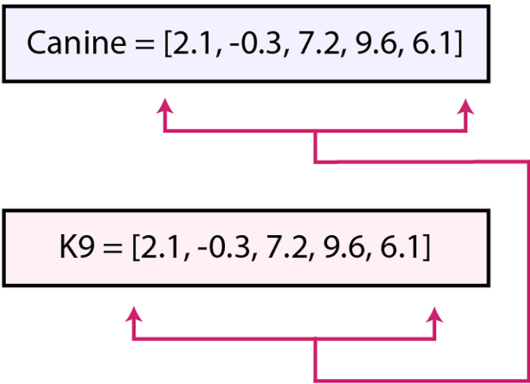 Canine = [2.1, -0.3, 7.2, 9.6, 6.1]
K9 = [2.1, -0.3, 7.2, 9.6, 6.1]